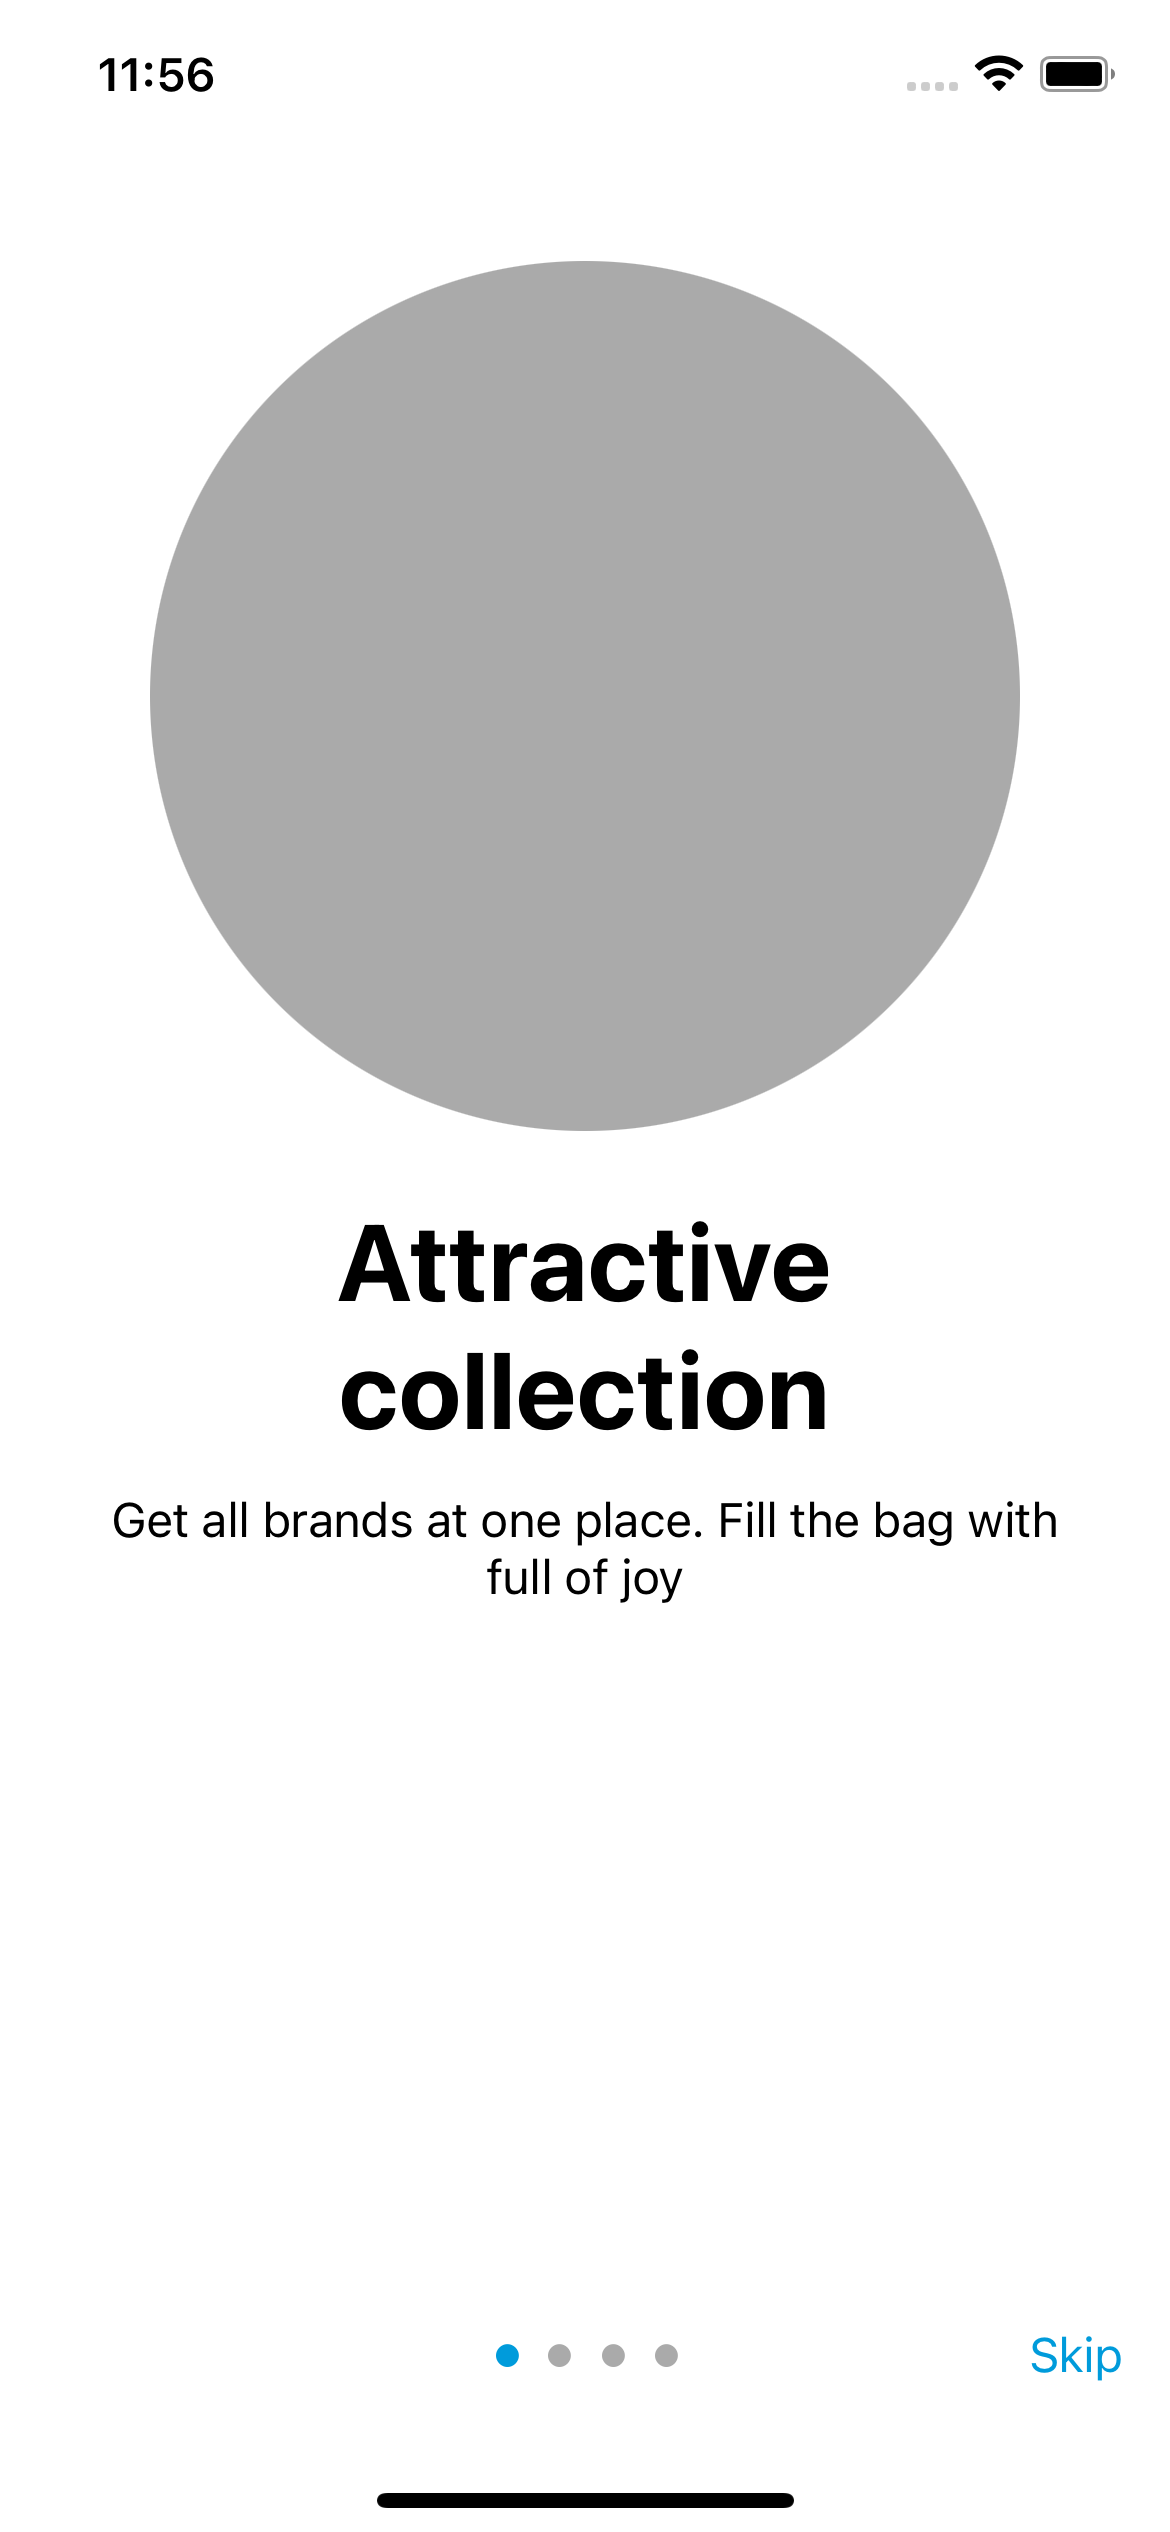 11:56
Attractive
collection
Get all brands at one place. Fill the bag with
full of joy
Skip